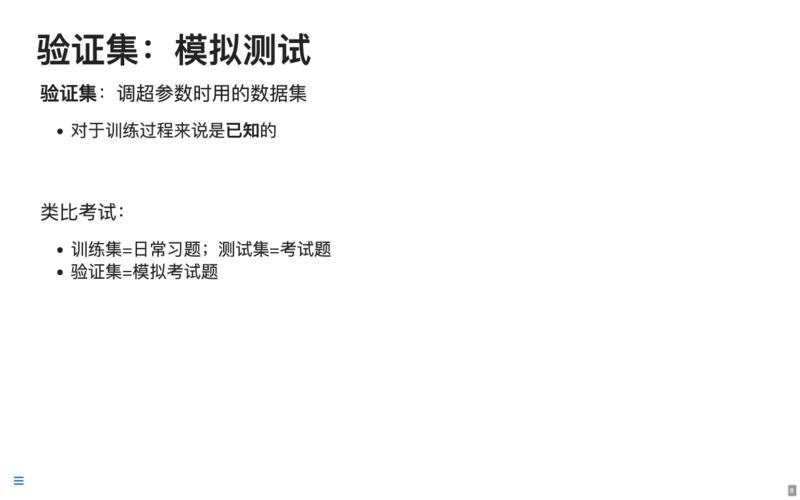 验证集：模拟测试
验证集：调超参数时用的数据集
• 对于训练过程来说是已知的
类比考试：
• 训练集=日常习题；测试集=考试题
• 验证集=模拟考试题